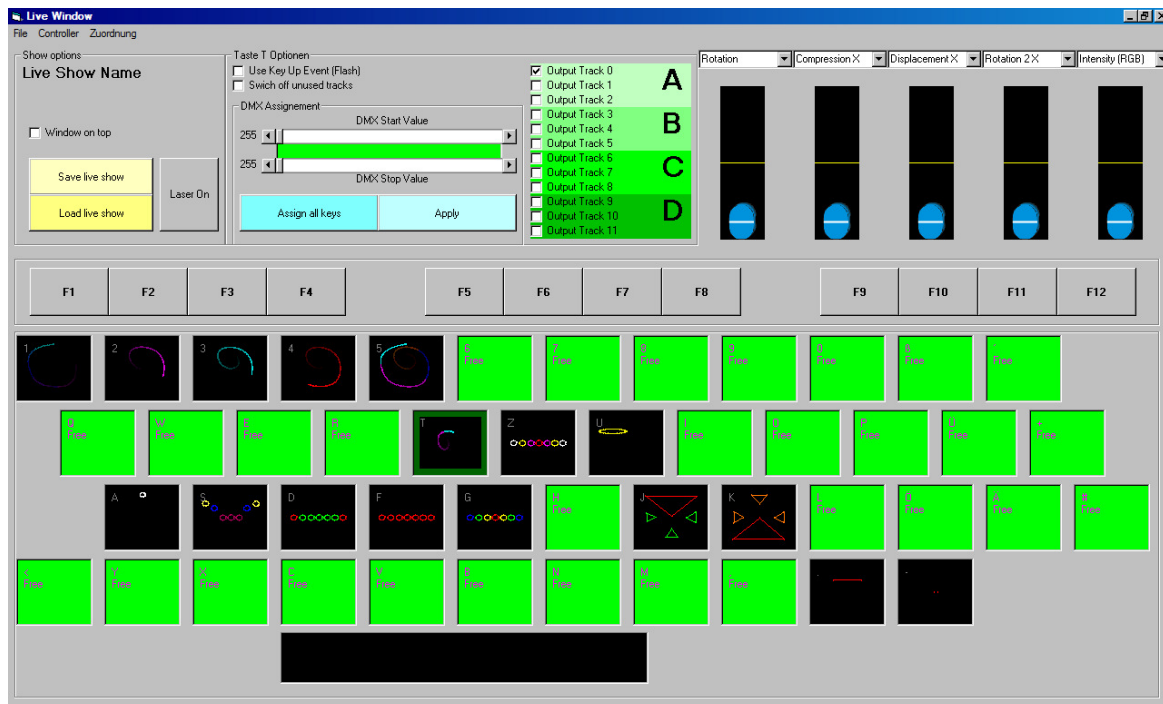 Live Window
File Controller Zuordnung
Show options
Live Show Name
Window on top
Save live show
Load live show
Laser On
Taste T Optionen
Use Key Up Event (Flash)
Swich off unused tracks
DMX Assignement
DMX Start Value
255
255
DMX Stop Value
Assign all keys
Apply
Output Track 0
Output Track 1
Output Track 2
A
Output Track 3
Output Track 4
Output Track 5
B
Output Track 6
Output Track 7
Output Track 8
C
Output Track 9
Output Track 10
Output Track 11
D
Rotation
Compression X
Displacement X
Rotation 2 X
Intensity (RGB)
F1 F2 F3 F4 F5 F6 F7 F8 F9 F10 F11 F12
1 2 3 4 5 6 7 8 9 0 ß
Free Free Free Free Free Free Free
Q W E R T Z U I O P Ü +
Free Free Free Free Free Free Free Free Free
A S D F G H J K L Ö Ä #
Free Free Free Free Free
< Y X C V B N M
Free Free Free Free Free Free Free Free Free